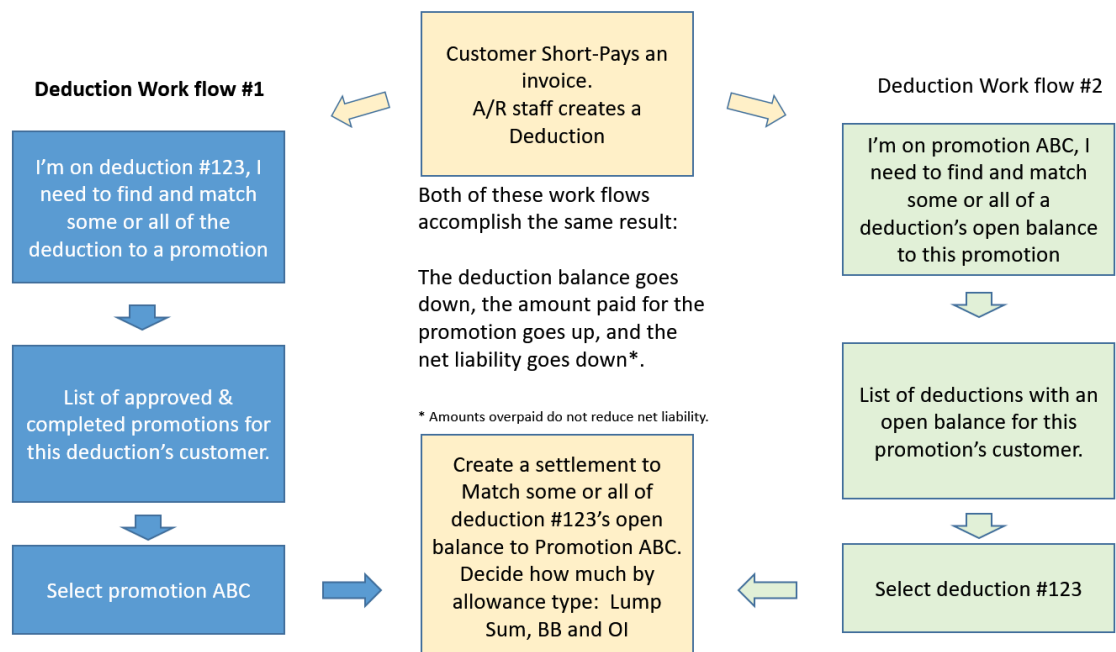 Customer Short-Pays an
invoice.
A/R staff creates a
Deduction
Deduction Work flow #1
I'm on deduction #123, I
need to find and match
some or all of the
deduction to a promotion
List of approved &
completed promotions for
this deduction's customer.
Select promotion ABC
Both of these work flows
accomplish the same result:
The deduction balance goes
down, the amount paid for the
promotion goes up, and the
net liability goes down*.
* Amounts overpaid do not reduce net liability.
Deduction Work flow #2
I'm on promotion ABC, I
need to find and match
some or all of a
deduction's open balance
to this promotion
List of deductions with an
open balance for this
promotion's customer.
Select deduction #123
Create a settlement to
Match some or all of
deduction #123's open
balance to Promotion ABC.
Decide how much by
allowance type:  Lump
Sum, BB and OI